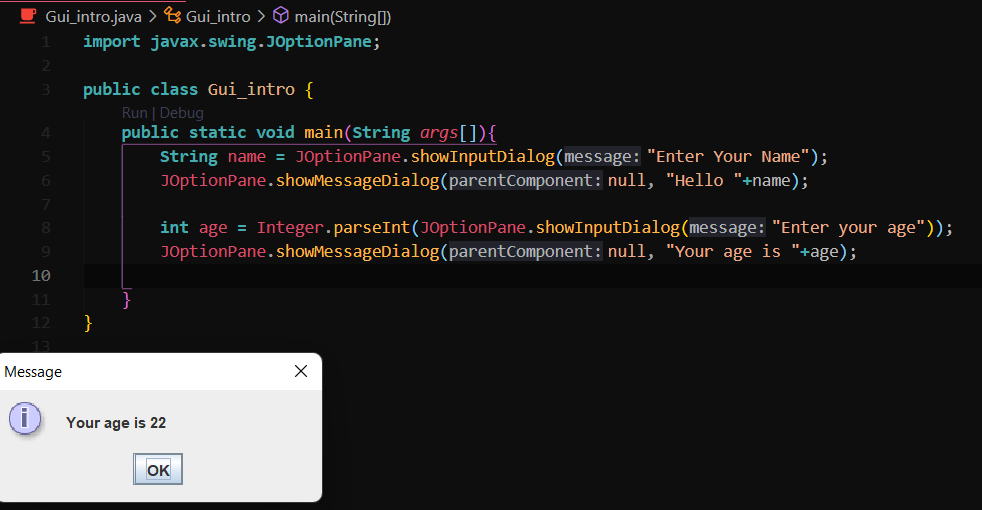 Gui_intro.java > Gui_intro > main(String[])
1 import javax.swing.JOptionPane;
2
3 public class Gui_intro {
Run | Debug
4 public static void main(String args[]){
5 String name = JOptionPane.showInputDialog(message: "Enter Your Name");
6 JOptionPane.showMessageDialog(parentComponent: null, "Hello "+name);
7
8 int age = Integer.parseInt(JOptionPane.showInputDialog(message: "Enter your age"));
9 JOptionPane.showMessageDialog(parentComponent: null, "Your age is "+age);
10
11 }
12 }
13
Message
i Your age is 22
OK